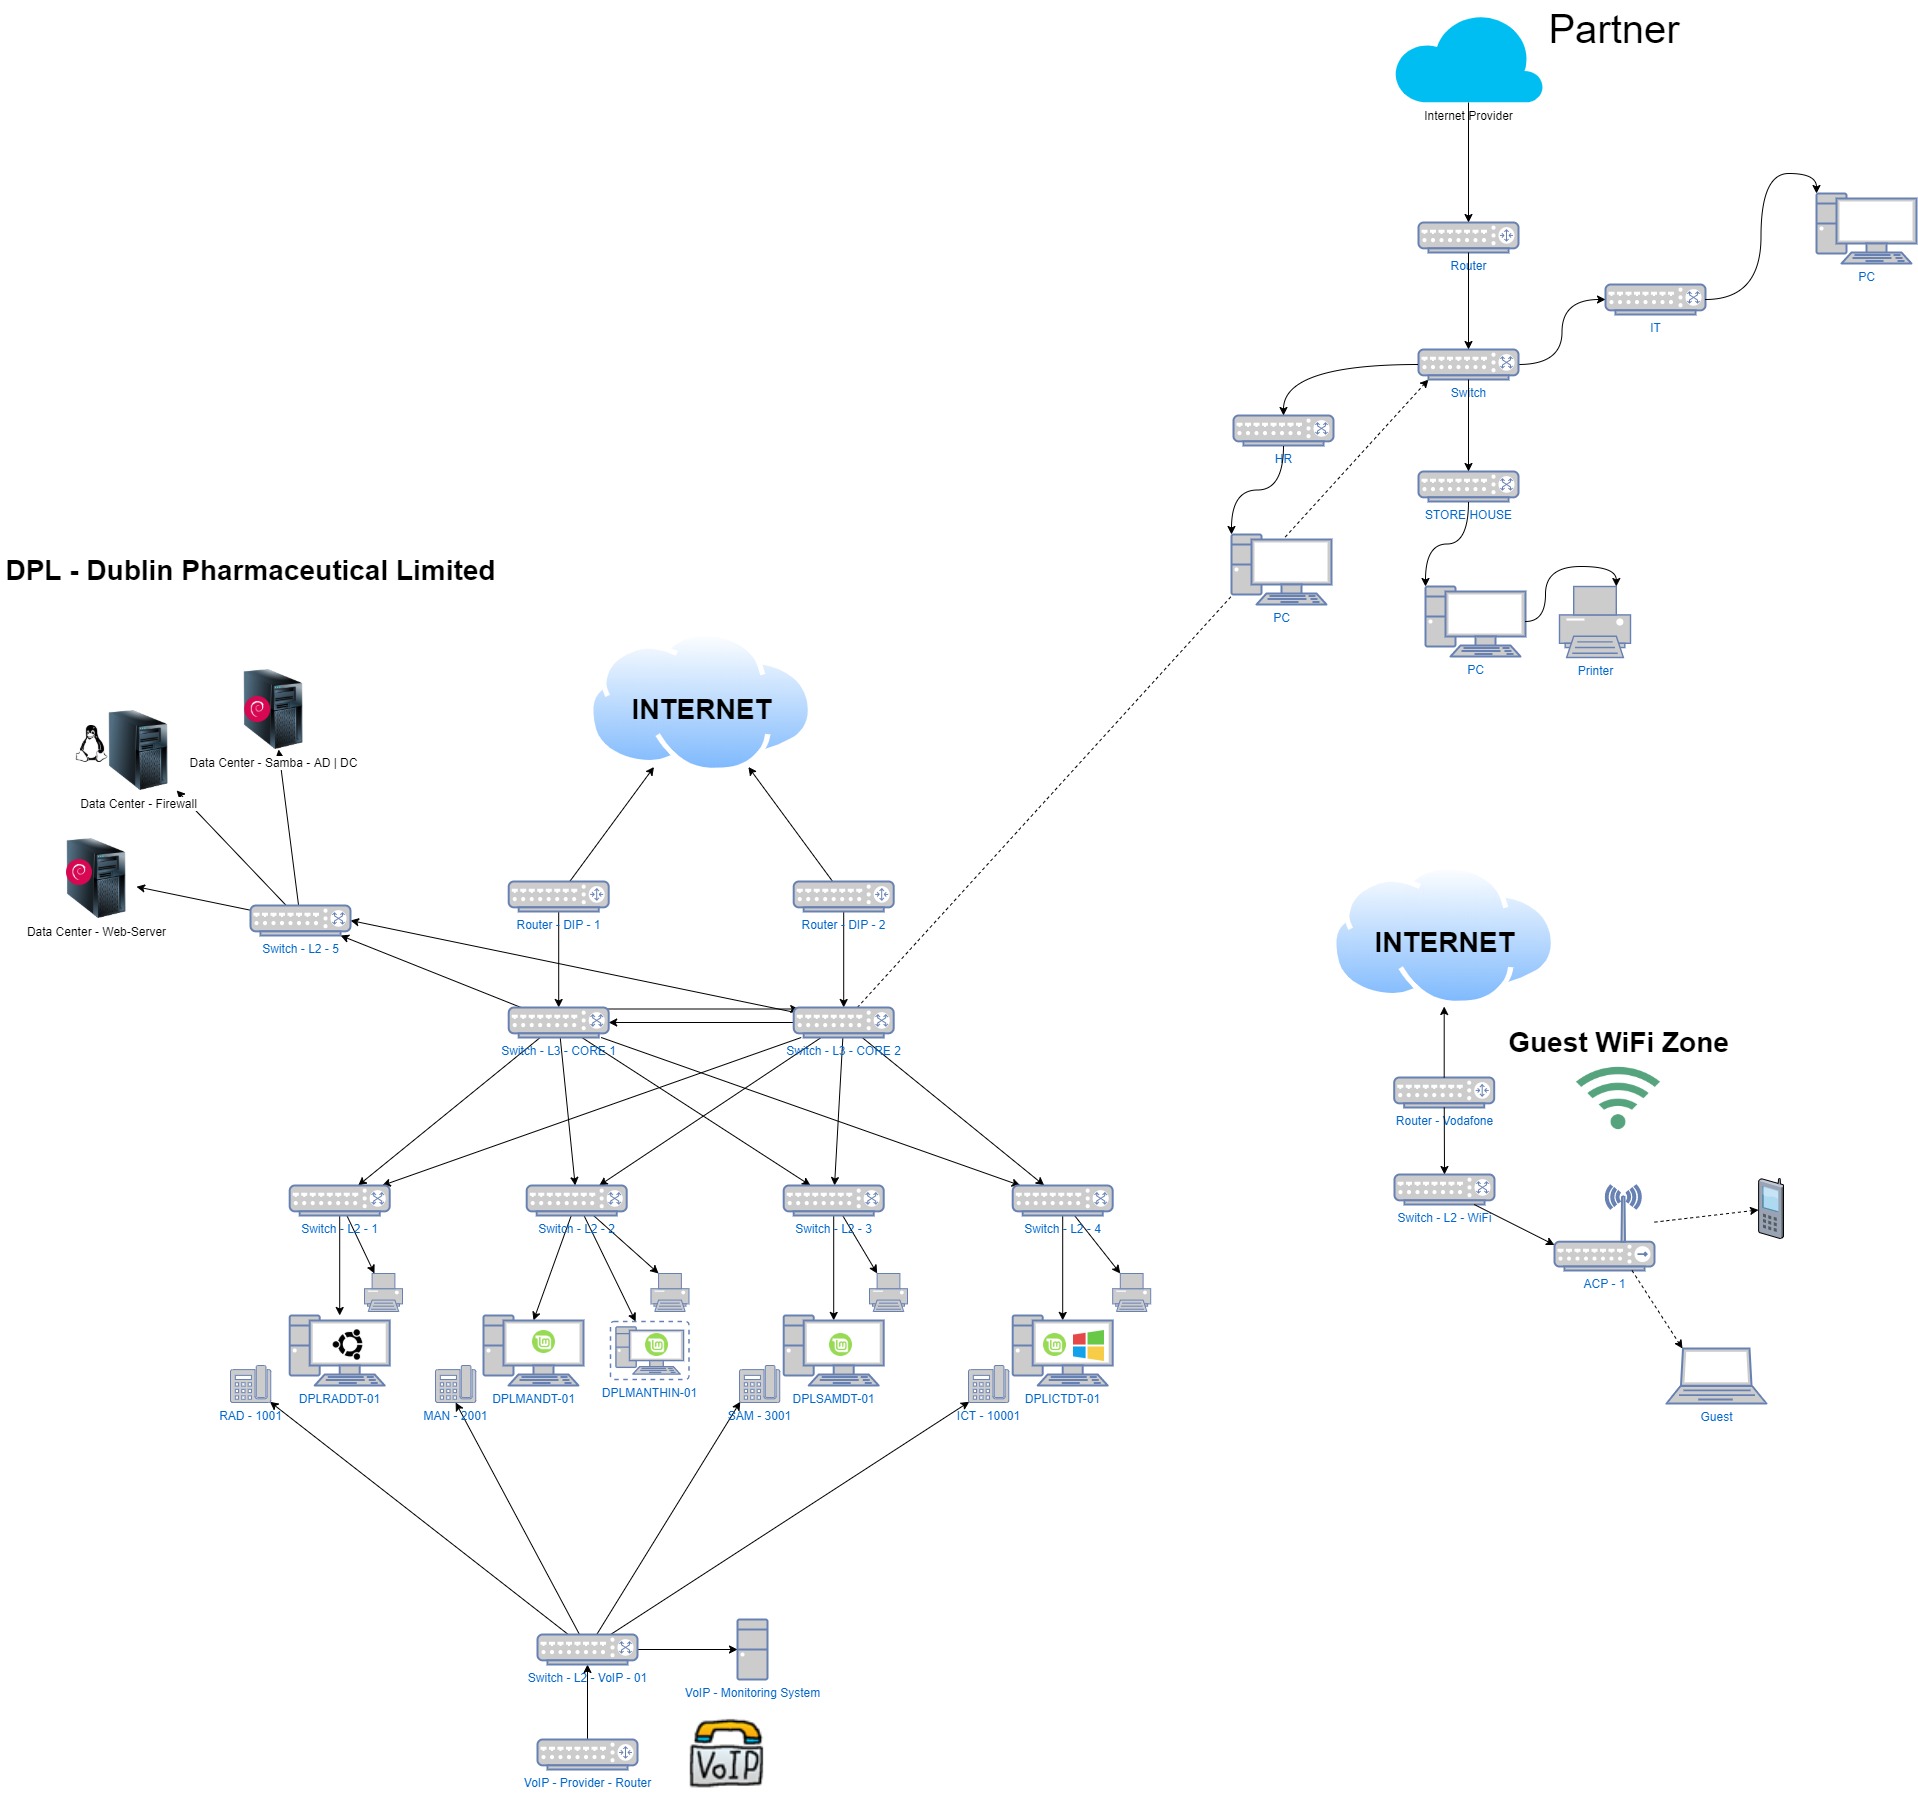 Partner
Internet Provider
Router
PC
IT
Switch
HR
STORE HOUSE
PC
PC
Printer
DPL - Dublin Pharmaceutical Limited
INTERNET
Data Center - Samba - AD | DC
Data Center - Firewall
Data Center - Web-Server
Switch - L2 - 5
Router - DIP - 1
Router - DIP - 2
Switch - L3 - CORE 1
Switch - L3 - CORE 2
INTERNET
Guest WiFi Zone
Router - Vodafone
Switch - L2 - WiFi
ACP - 1
Guest
Switch - L2 - 1
Switch - L2 - 2
Switch - L2 - 3
Switch - L2 - 4
DPLRADDT-01
DPLMANDT-01
DPLMANTHIN-01
DPLSAMDT-01
DPLICTDT-01
RAD - 1001
MAN - 2001
SAM - 3001
ICT - 10001
Switch - L2 - VoIP - 01
VoIP - Monitoring System
VoIP
VoIP - Provider - Router